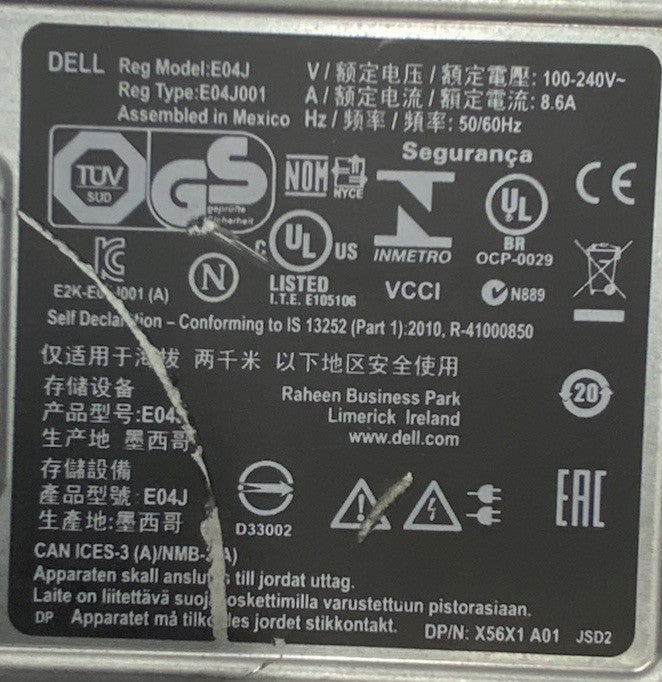 DELL Reg Model:E04J V/额定电压/額定電壓: 100-240V~
Reg Type:E04J001 A/额定电流/額定電流: 8.6A
Assembled in Mexico Hz/频率/頻率: 50/60Hz
Segurança
TÜV SÜD GS geprüfte Sicherheit NOM NYCE UL CE
BR
c UL US INMETRO OCP-0029
LISTED
N VCCI N889
E2K-E0 J001 (A) I.T.E. E105106
Self Declaration – Conforming to IS 13252 (Part 1):2010, R-41000850
仅适用于海拔 两千米 以下地区安全使用
存储设备 Raheen Business Park
产品型号:E04 Limerick Ireland 20
生产地 墨西哥 www.dell.com
存儲設備
產品型號:E04J
生產地:墨西哥 D33002 EAC
CAN ICES-3 (A)/NMB- A)
Apparaten skall anslutas till jordat uttag.
Laite on liitettävä suojakoskettimilla varustettuun pistorasiaan.
DP Apparatet må tilkobles jordet stikkontakt. DP/N: X56X1 A01 JSD2